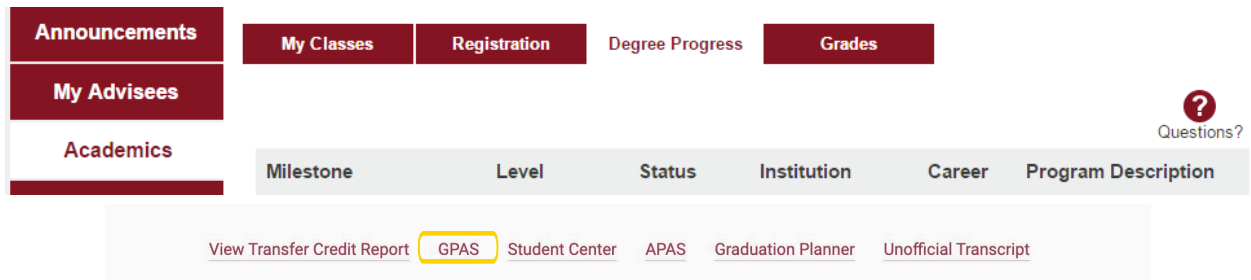 Announcements
My Classes Registration Degree Progress Grades
My Advisees
?
Questions?
Academics
Milestone Level Status Institution Career Program Description
View Transfer Credit Report GPAS Student Center APAS Graduation Planner Unofficial Transcript